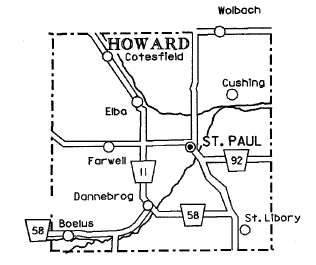 Wolbach
HOWARD
Cotesfield
Cushing
Elba
ST. PAUL
Farwell
92
11
Dannebrog
58
St. Libory
Boelus
58